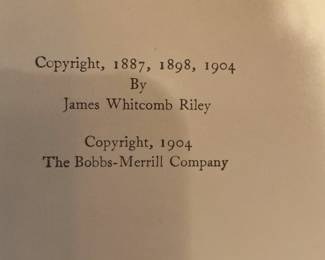 Copyright, 1887, 1898, 1904
By
James Whitcomb Riley
Copyright, 1904
The Bobbs-Merrill Company